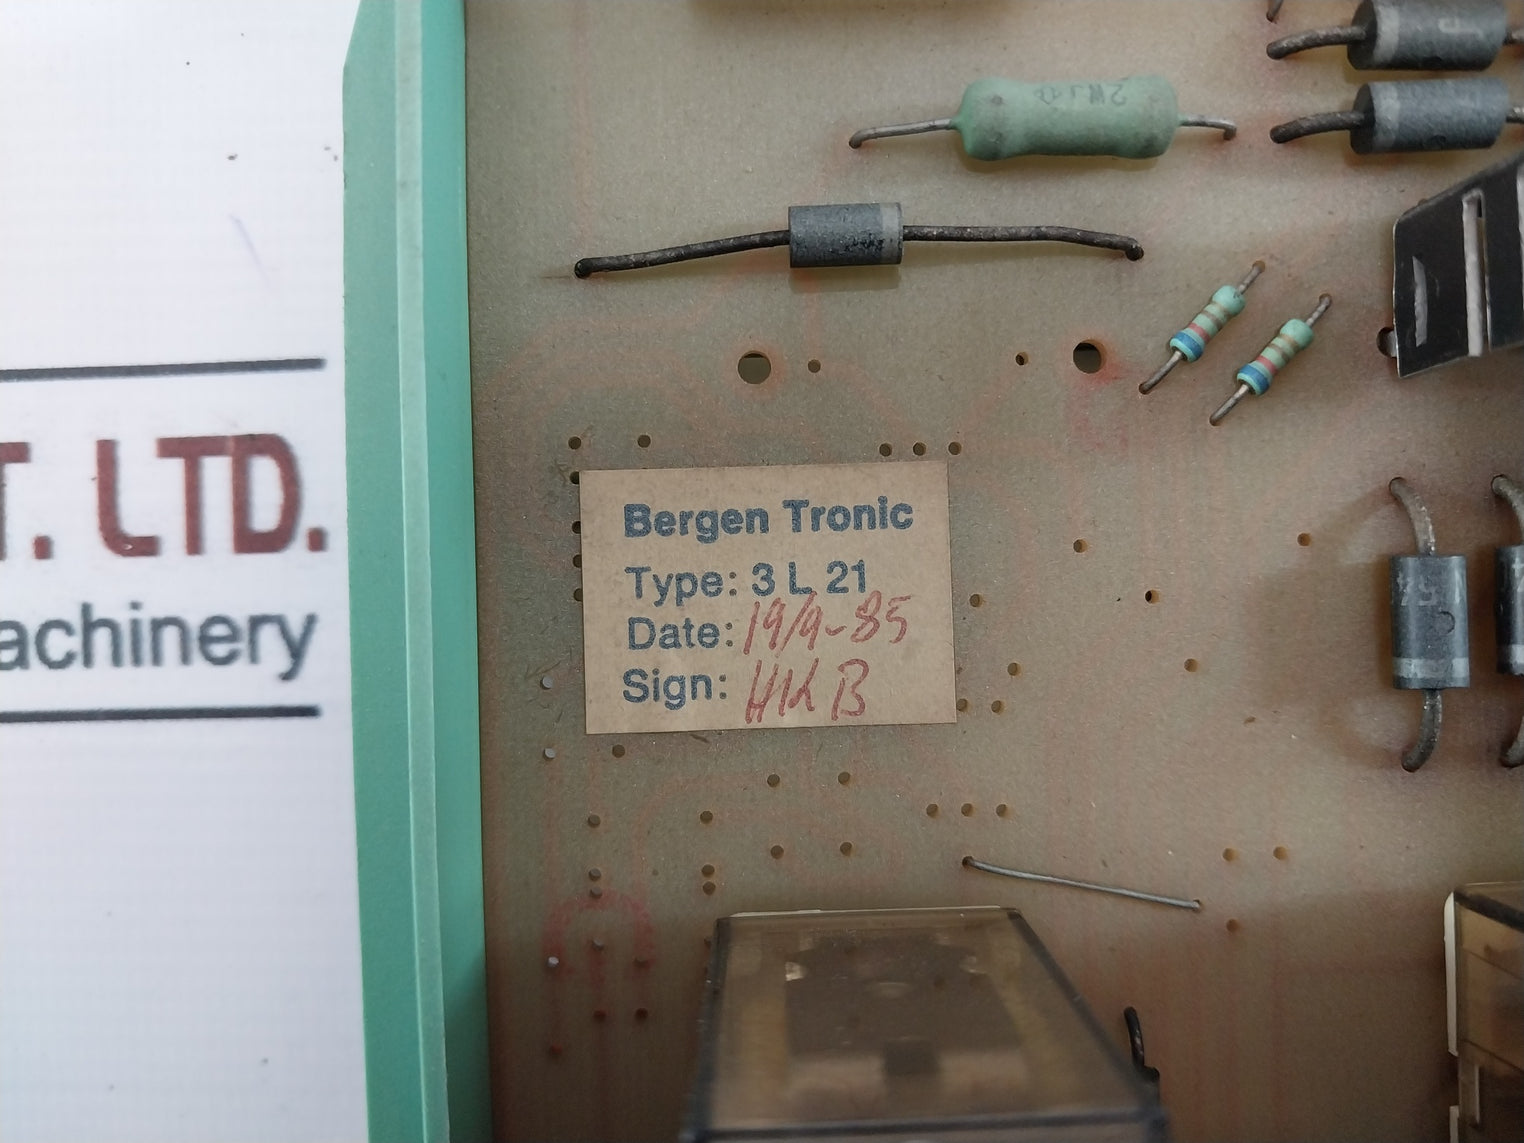 T. LTD.
achinery
Bergen Tronic
Type: 3 L 21
Date: 19/9-85
Sign: HKB